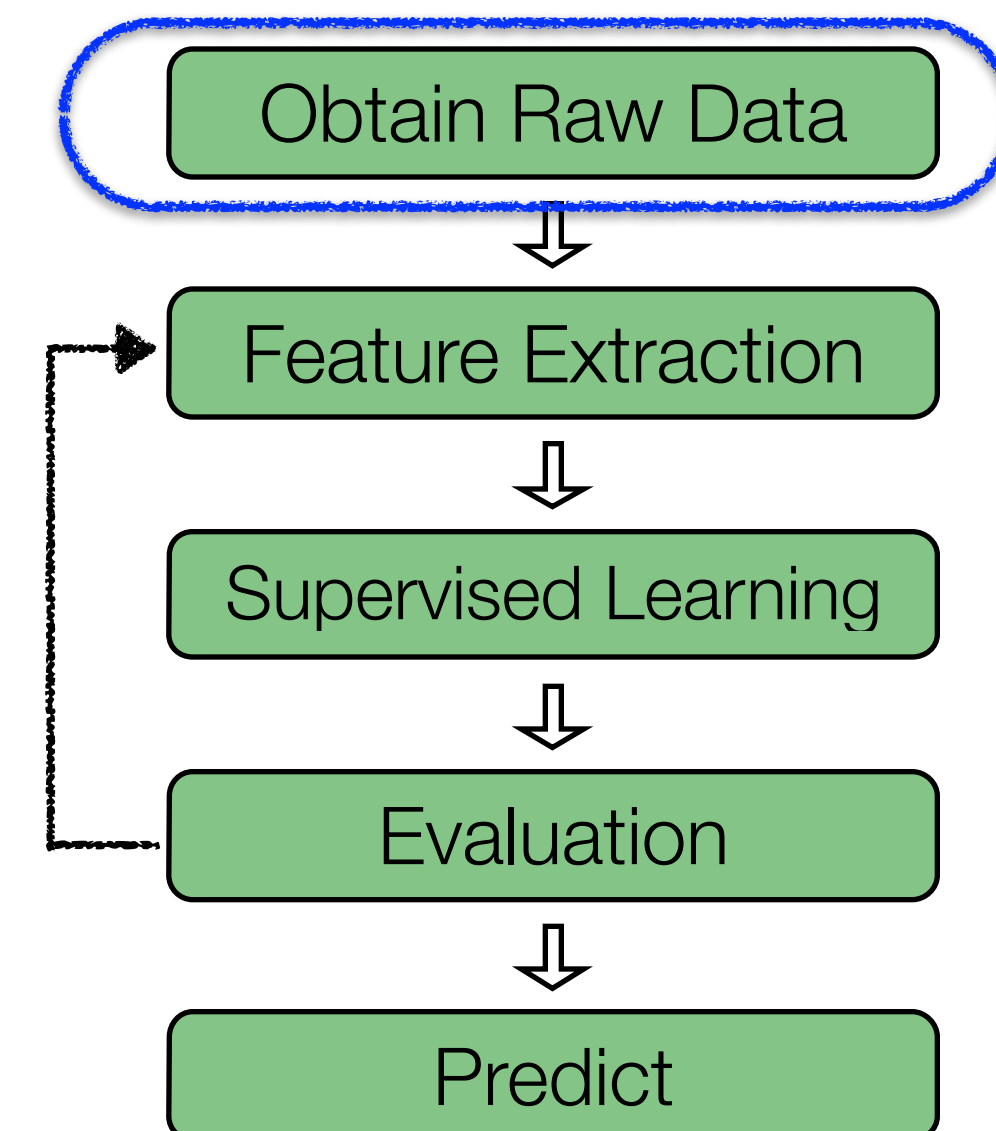 Obtain Raw Data
Feature Extraction
Supervised Learning
Evaluation
Predict